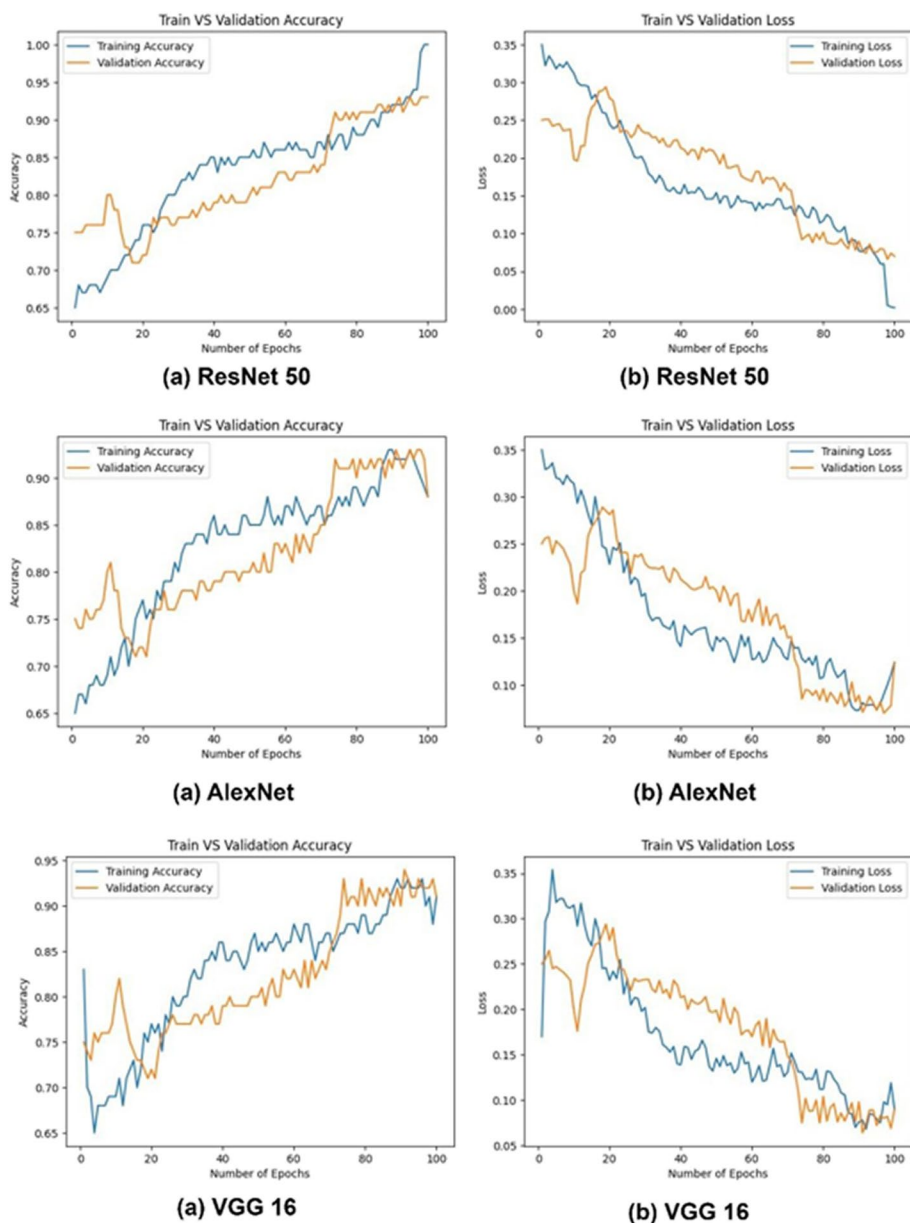 Train VS Validation Accuracy
Training Accuracy
Validation Accuracy
1.00
0.95
0.90
0.85
0.80
0.75
0.70
0.65
Accuracy
0 20 40 60 80 100
Number of Epochs
(a) ResNet 50
Train VS Validation Loss
Training Loss
Validation Loss
0.35
0.30
0.25
0.20
0.15
0.10
0.05
0.00
Loss
0 20 40 60 80 100
Number of Epochs
(b) ResNet 50
Train VS Validation Accuracy
Training Accuracy
Validation Accuracy
0.90
0.85
0.80
0.75
0.70
0.65
Accuracy
0 20 40 60 80 100
Number of Epochs
(a) AlexNet
Train VS Validation Loss
Training Loss
Validation Loss
0.35
0.30
0.25
0.20
0.15
0.10
Loss
0 20 40 60 80 100
Number of Epochs
(b) AlexNet
Train VS Validation Accuracy
Training Accuracy
Validation Accuracy
0.95
0.90
0.85
0.80
0.75
0.70
0.65
Accuracy
0 20 40 60 80 100
Number of Epochs
(a) VGG 16
Train VS Validation Loss
Training Loss
Validation Loss
0.35
0.30
0.25
0.20
0.15
0.10
0.05
Loss
0 20 40 60 80 100
Number of Epochs
(b) VGG 16